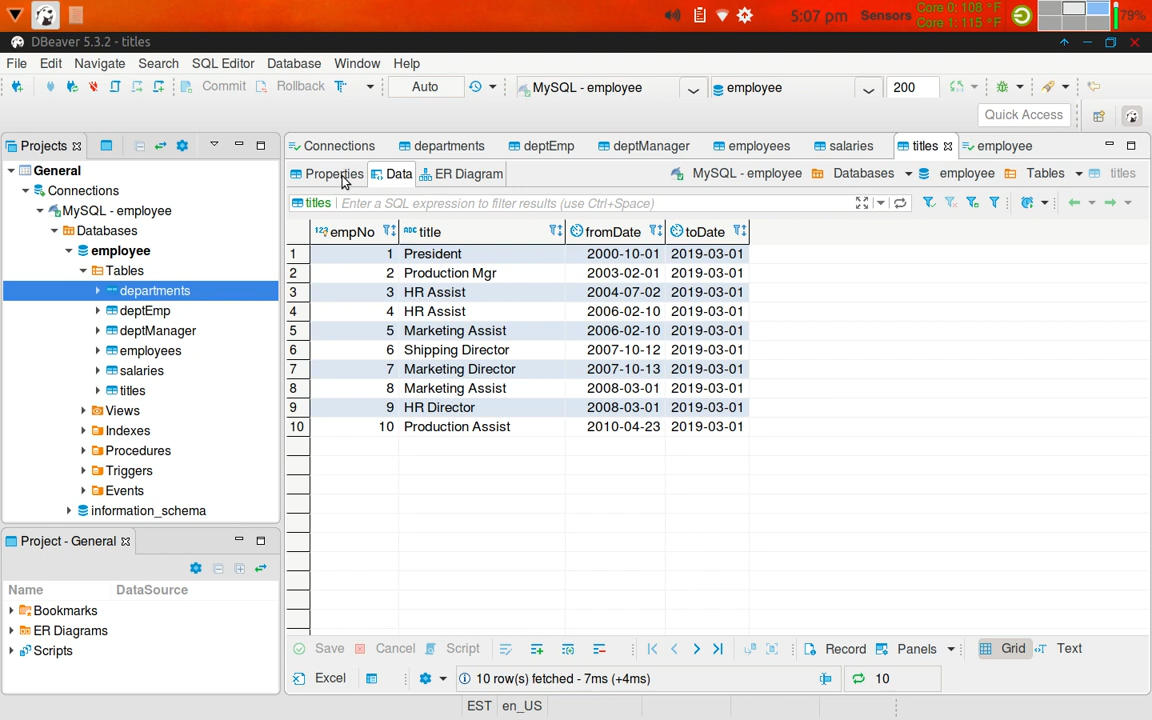 5:07 pm Sensors Core 0: 108 °F
Core 1: 115 °F
79%
DBeaver 5.3.2 - titles
File Edit Navigate Search SQL Editor Database Window Help
Commit Rollback Auto MySQL - employee employee 200
Quick Access
Projects
Connections departments deptEmp deptManager employees salaries titles employee
General
Connections
MySQL - employee
Databases
employee
Tables
departments
deptEmp
deptManager
employees
salaries
titles
Views
Indexes
Procedures
Triggers
Events
information_schema
Project - General
Name DataSource
Bookmarks
ER Diagrams
Scripts
Properties Data ER Diagram MySQL - employee Databases employee Tables titles
titles Enter a SQL expression to filter results (use Ctrl+Space)
123 empNo ABC title fromDate toDate
1 1 President 2000-10-01 2019-03-01
2 2 Production Mgr 2003-02-01 2019-03-01
3 3 HR Assist 2004-07-02 2019-03-01
4 4 HR Assist 2006-02-10 2019-03-01
5 5 Marketing Assist 2006-02-10 2019-03-01
6 6 Shipping Director 2007-10-12 2019-03-01
7 7 Marketing Director 2007-10-13 2019-03-01
8 8 Marketing Assist 2008-03-01 2019-03-01
9 9 HR Director 2008-03-01 2019-03-01
10 10 Production Assist 2010-04-23 2019-03-01
Save Cancel Script Record Panels Grid Text
Excel 10 row(s) fetched - 7ms (+4ms) 10
EST en_US